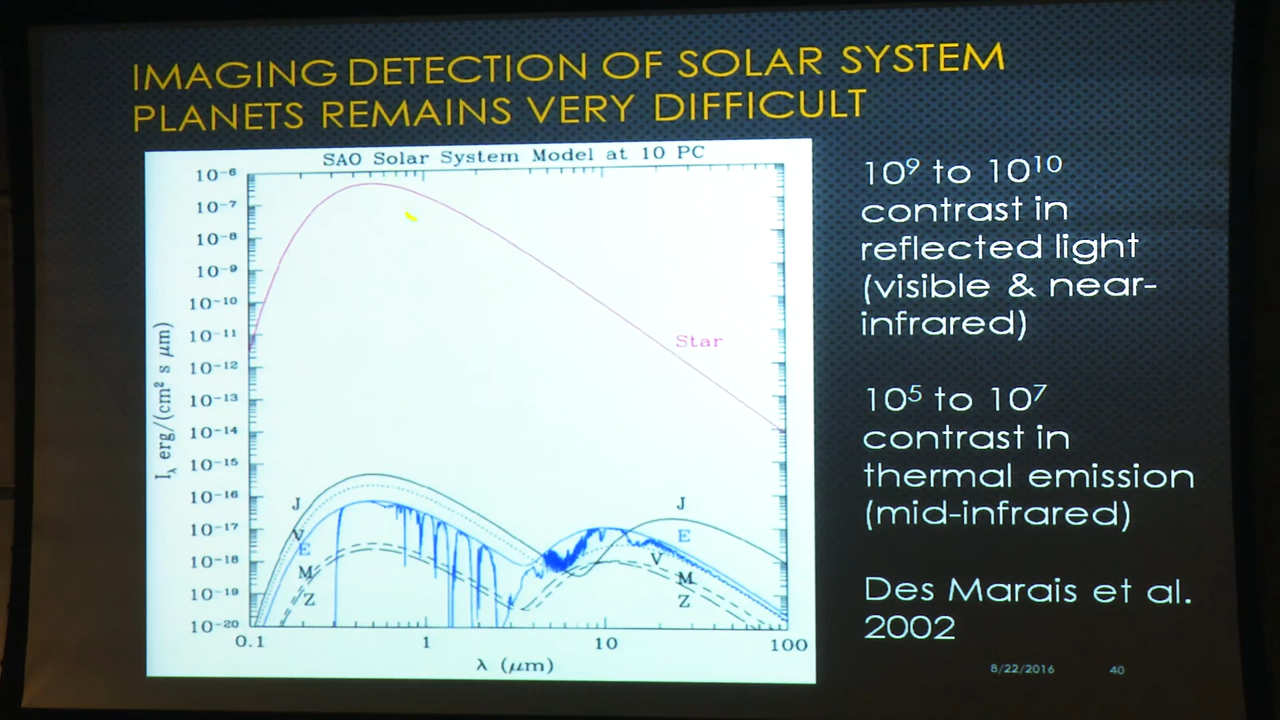 IMAGING DETECTION OF SOLAR SYSTEM
PLANETS REMAINS VERY DIFFICULT
SAO Solar System Model at 10 PC
10⁻⁶
10⁻⁷
10⁻⁸
10⁻⁹
10⁻¹⁰
10⁻¹¹
10⁻¹²
10⁻¹³
10⁻¹⁴
10⁻¹⁵
10⁻¹⁶
10⁻¹⁷
10⁻¹⁸
10⁻¹⁹
10⁻²⁰
I_λ erg/(cm² s μm)
Star
J
V
E
M
Z
J
E
V
M
Z
0.1
1
10
100
λ (μm)
10⁹ to 10¹⁰
contrast in
reflected light
(visible & near-
infrared)
10⁵ to 10⁷
contrast in
thermal emission
(mid-infrared)
Des Marais et al.
2002
8/22/2016
40